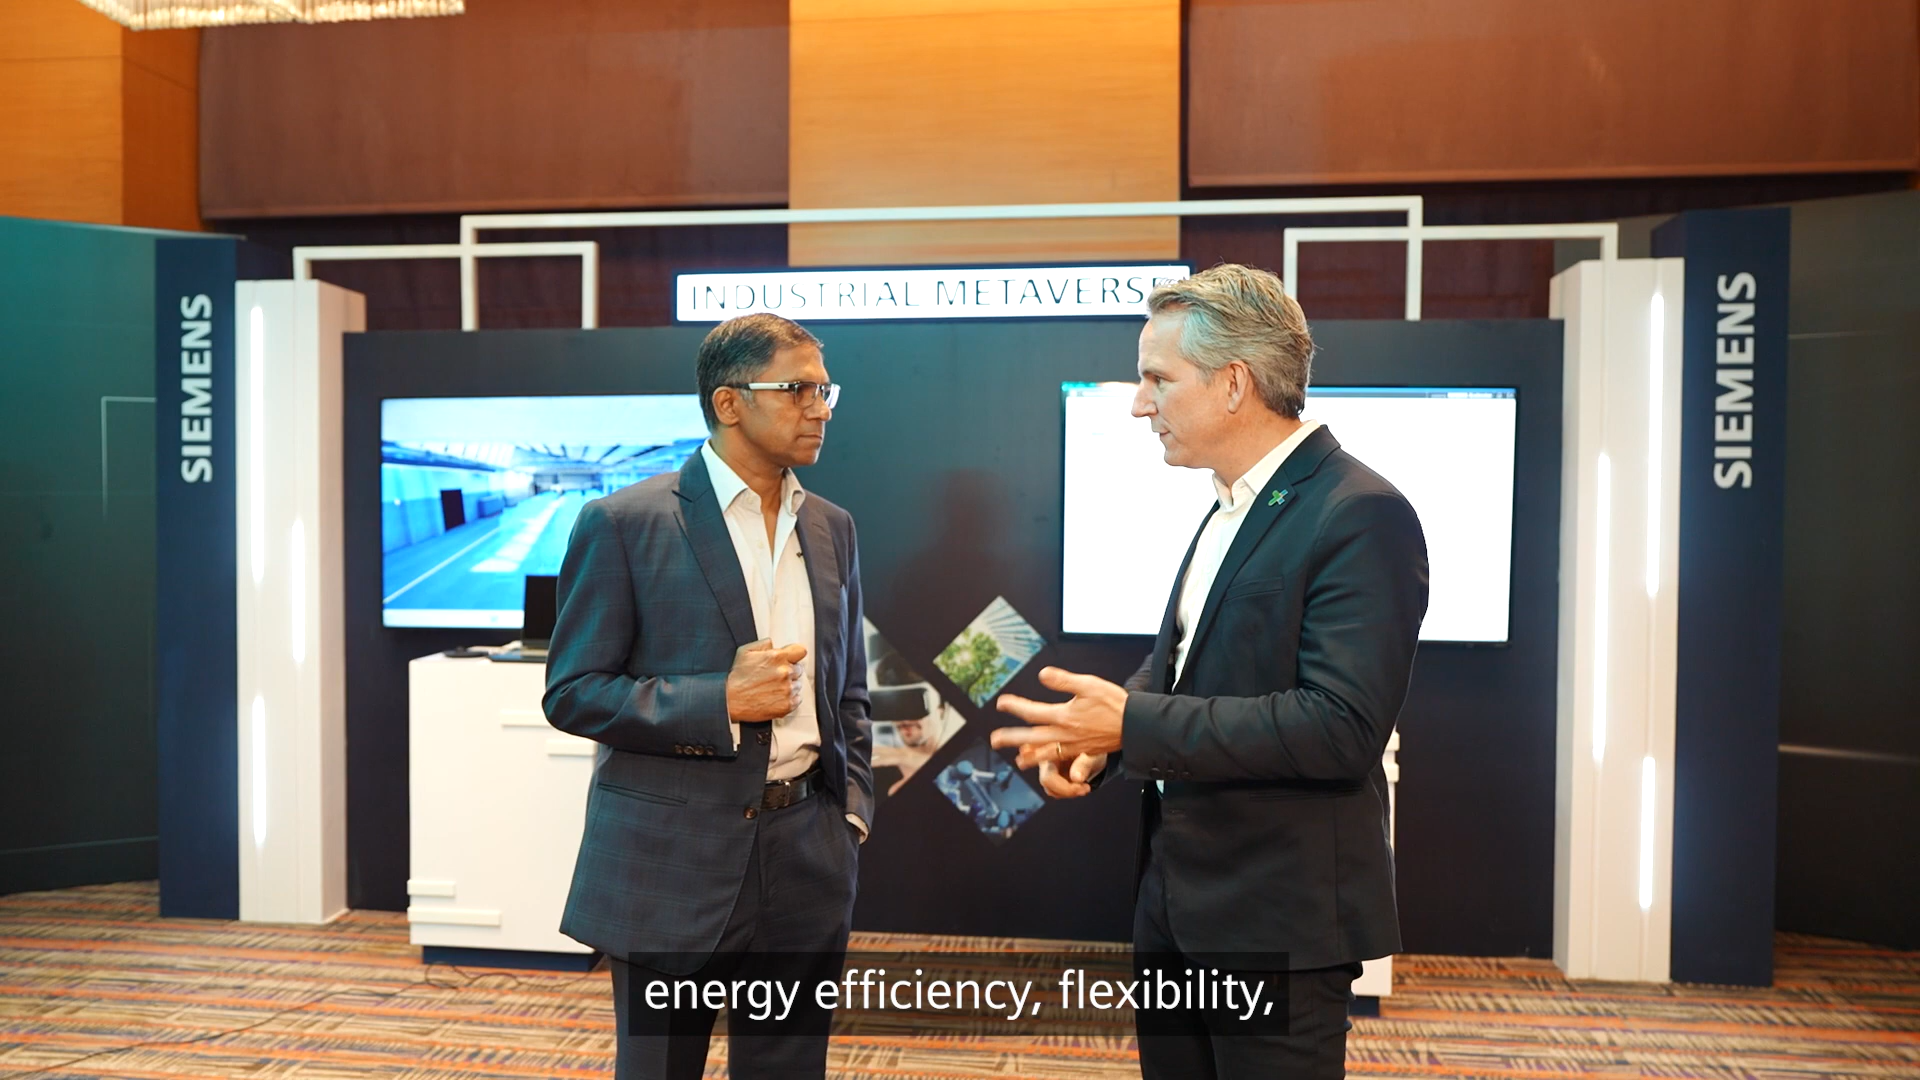 INDUSTRIAL METAVERSE
SIEMENS
SIEMENS
energy efficiency, flexibility,